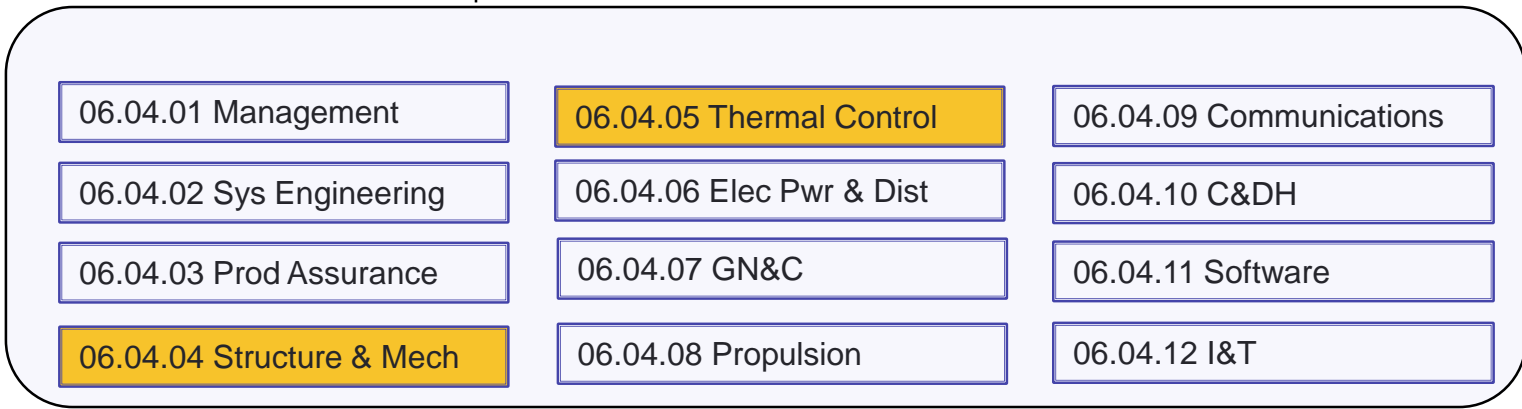 06.04.01 Management
06.04.02 Sys Engineering
06.04.03 Prod Assurance
06.04.04 Structure & Mech
06.04.05 Thermal Control
06.04.06 Elec Pwr & Dist
06.04.07 GN&C
06.04.08 Propulsion
06.04.09 Communications
06.04.10 C&DH
06.04.11 Software
06.04.12 I&T